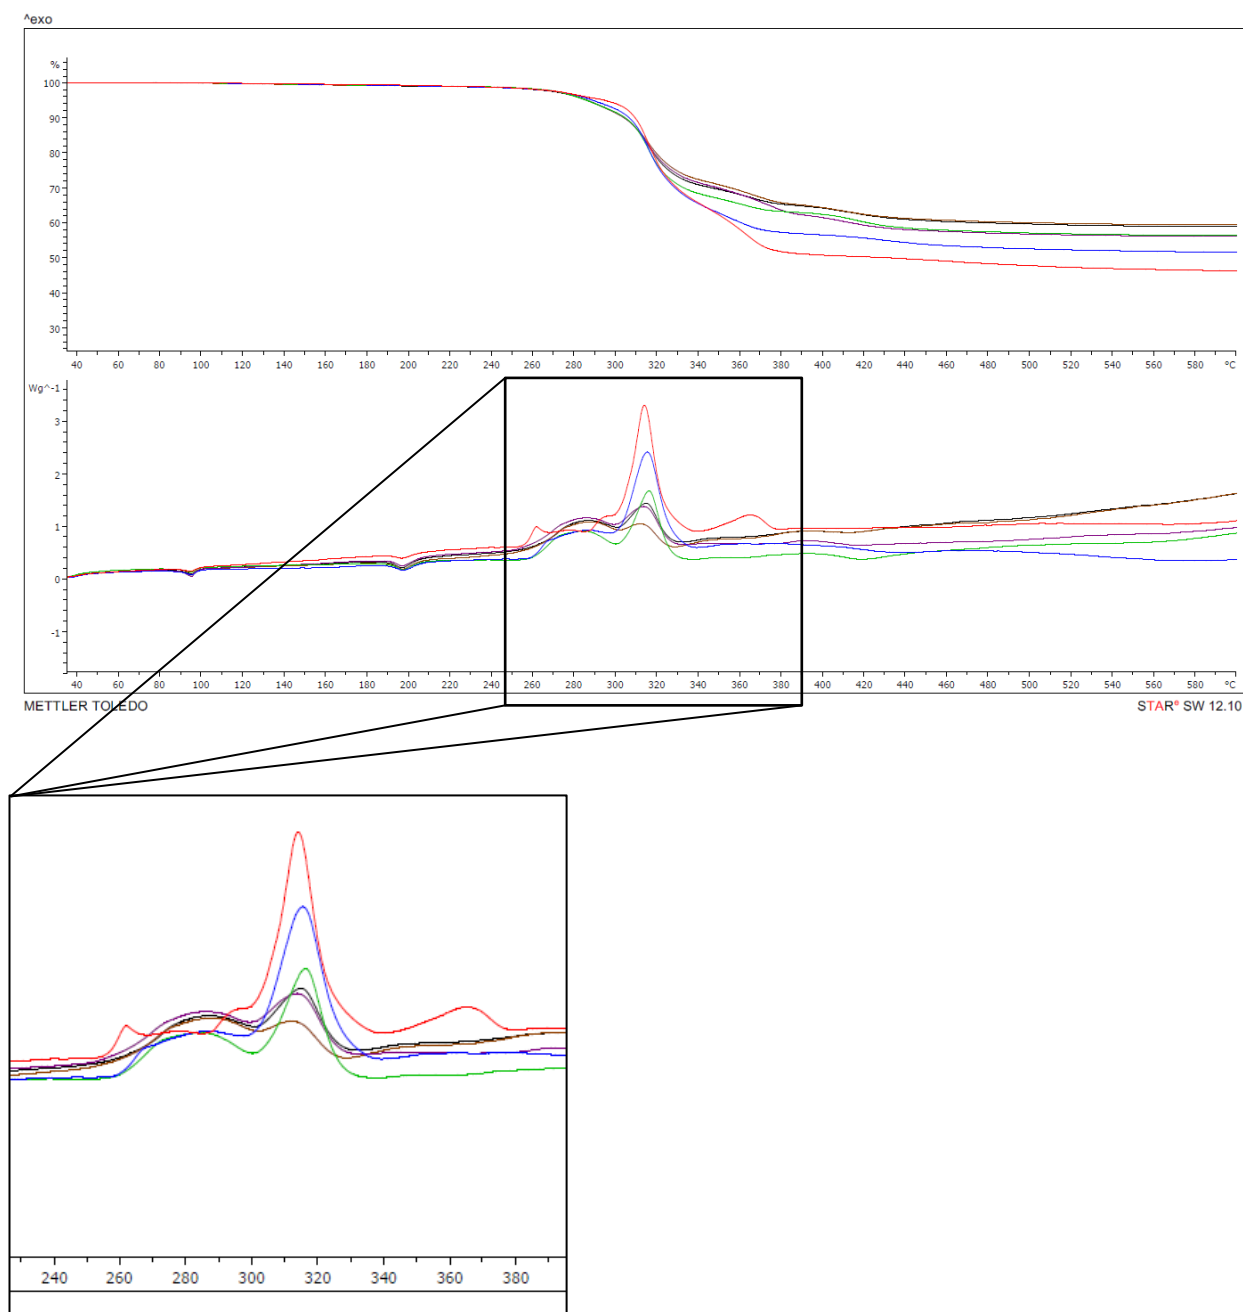 ^exo
%
100
90
80
70
60
50
40
30
40 60 80 100 120 140 160 180 200 220 240 260 280 300 320 340 360 380 400 420 440 460 480 500 520 540 560 580 °C
Wg^-1
3
2
1
0
-1
40 60 80 100 120 140 160 180 200 220 240 260 280 300 320 340 360 380 400 420 440 460 480 500 520 540 560 580 °C
METTLER TOLEDO STARᵉ SW 12.10
240 260 280 300 320 340 360 380